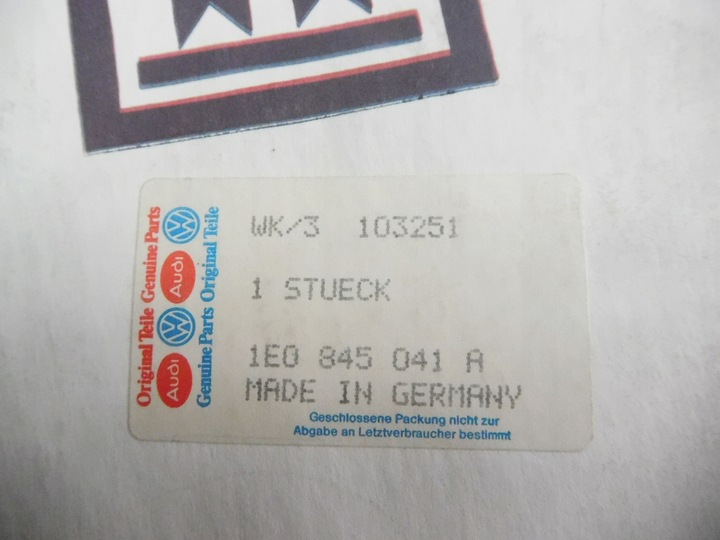 WK/3 103251
1 STUECK
1E0 845 041 A
MADE IN GERMANY
Geschlossene Packung nicht zur
Abgabe an Letztverbraucher bestimmt
Original Teile Genuine Parts
Audi Audi
Genuine Parts Original Teile